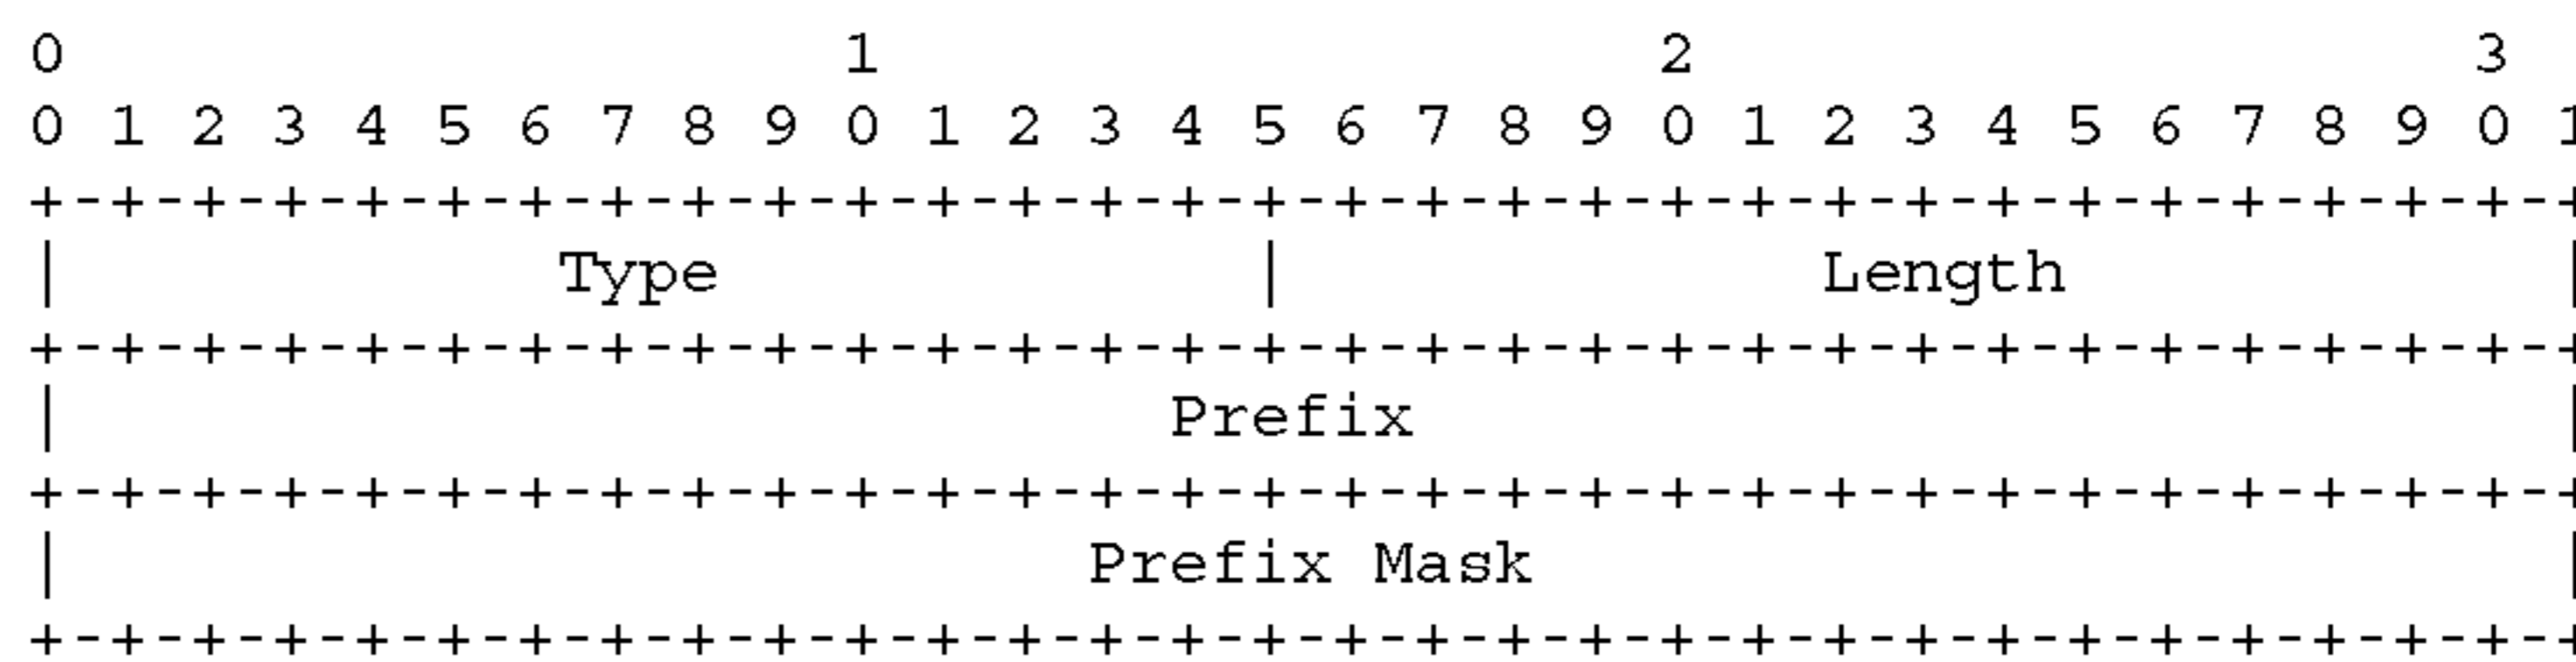 0                   1                   2                   3
0 1 2 3 4 5 6 7 8 9 0 1 2 3 4 5 6 7 8 9 0 1 2 3 4 5 6 7 8 9 0 1
+-+-+-+-+-+-+-+-+-+-+-+-+-+-+-+-+-+-+-+-+-+-+-+-+-+-+-+-+-+-+-+
|            Type             |             Length            |
+-+-+-+-+-+-+-+-+-+-+-+-+-+-+-+-+-+-+-+-+-+-+-+-+-+-+-+-+-+-+-+
|                           Prefix                            |
+-+-+-+-+-+-+-+-+-+-+-+-+-+-+-+-+-+-+-+-+-+-+-+-+-+-+-+-+-+-+-+
|                         Prefix Mask                         |
+-+-+-+-+-+-+-+-+-+-+-+-+-+-+-+-+-+-+-+-+-+-+-+-+-+-+-+-+-+-+-+